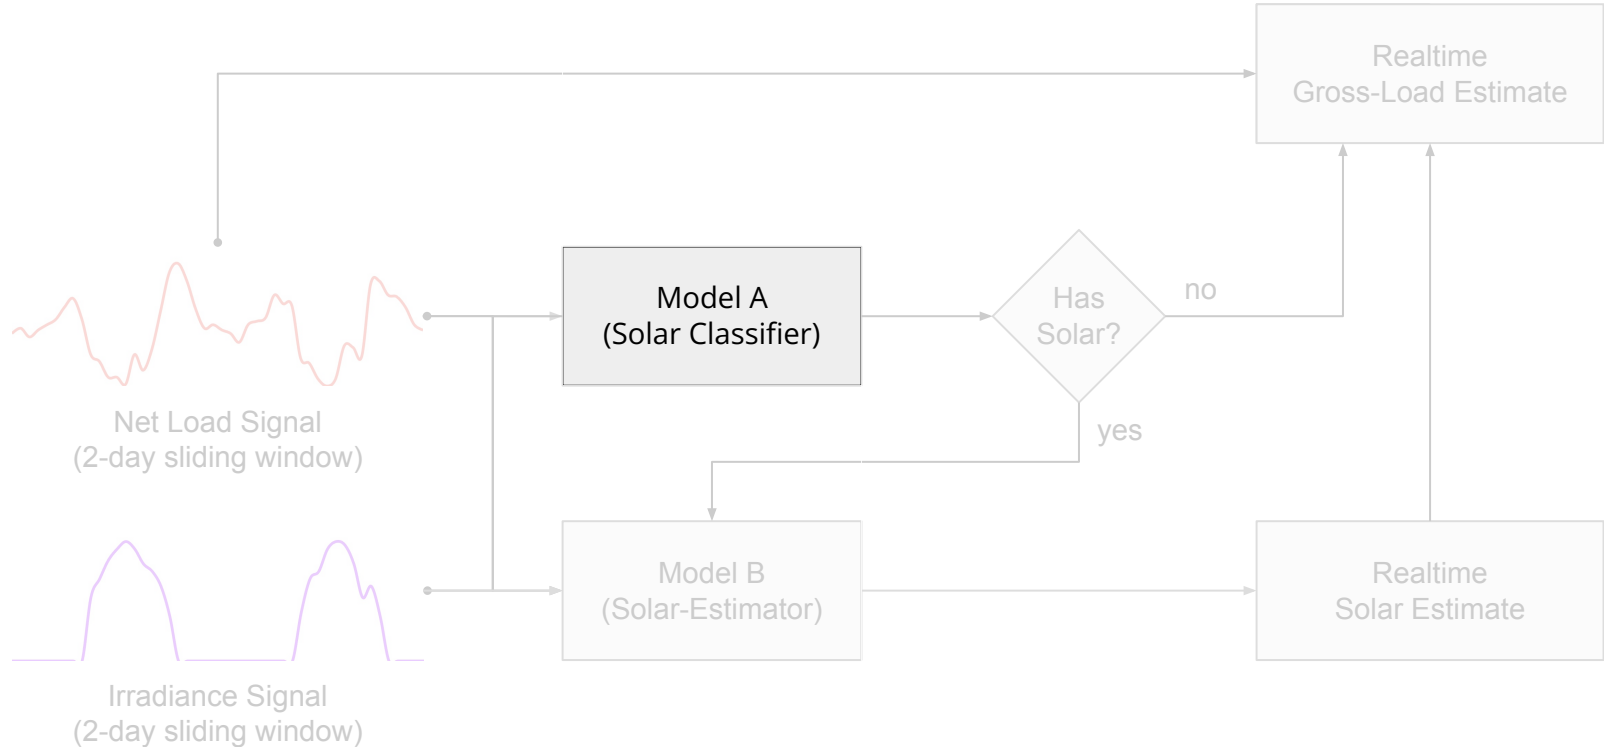 Realtime
Gross-Load Estimate
Model A
(Solar Classifier)
Has
Solar?
no
yes
Net Load Signal
(2-day sliding window)
Model B
(Solar-Estimator)
Realtime
Solar Estimate
Irradiance Signal
(2-day sliding window)